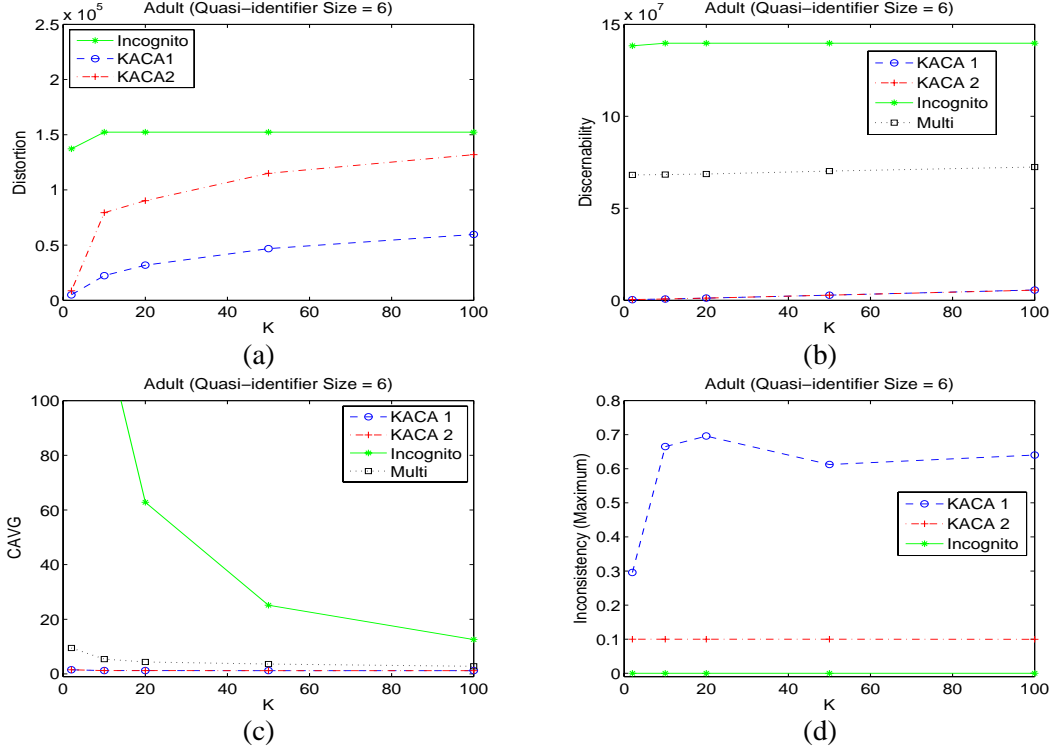 Adult (Quasi−identifier Size = 6)
x 10^5
2.5
2
1.5
1
0.5
0
Distortion
Incognito
KACA1
KACA2
0 20 40 60 80 100
K
(a)
Adult (Quasi−identifier Size = 6)
x 10^7
15
10
5
0
Discernability
KACA 1
KACA 2
Incognito
Multi
0 20 40 60 80 100
K
(b)
Adult (Quasi−identifier Size = 6)
100
80
60
40
20
0
CAVG
KACA 1
KACA 2
Incognito
Multi
0 20 40 60 80 100
K
(c)
Adult (Quasi−identifier Size = 6)
0.8
0.7
0.6
0.5
0.4
0.3
0.2
0.1
0
Inconsistency (Maximum)
KACA 1
KACA 2
Incognito
0 20 40 60 80 100
K
(d)